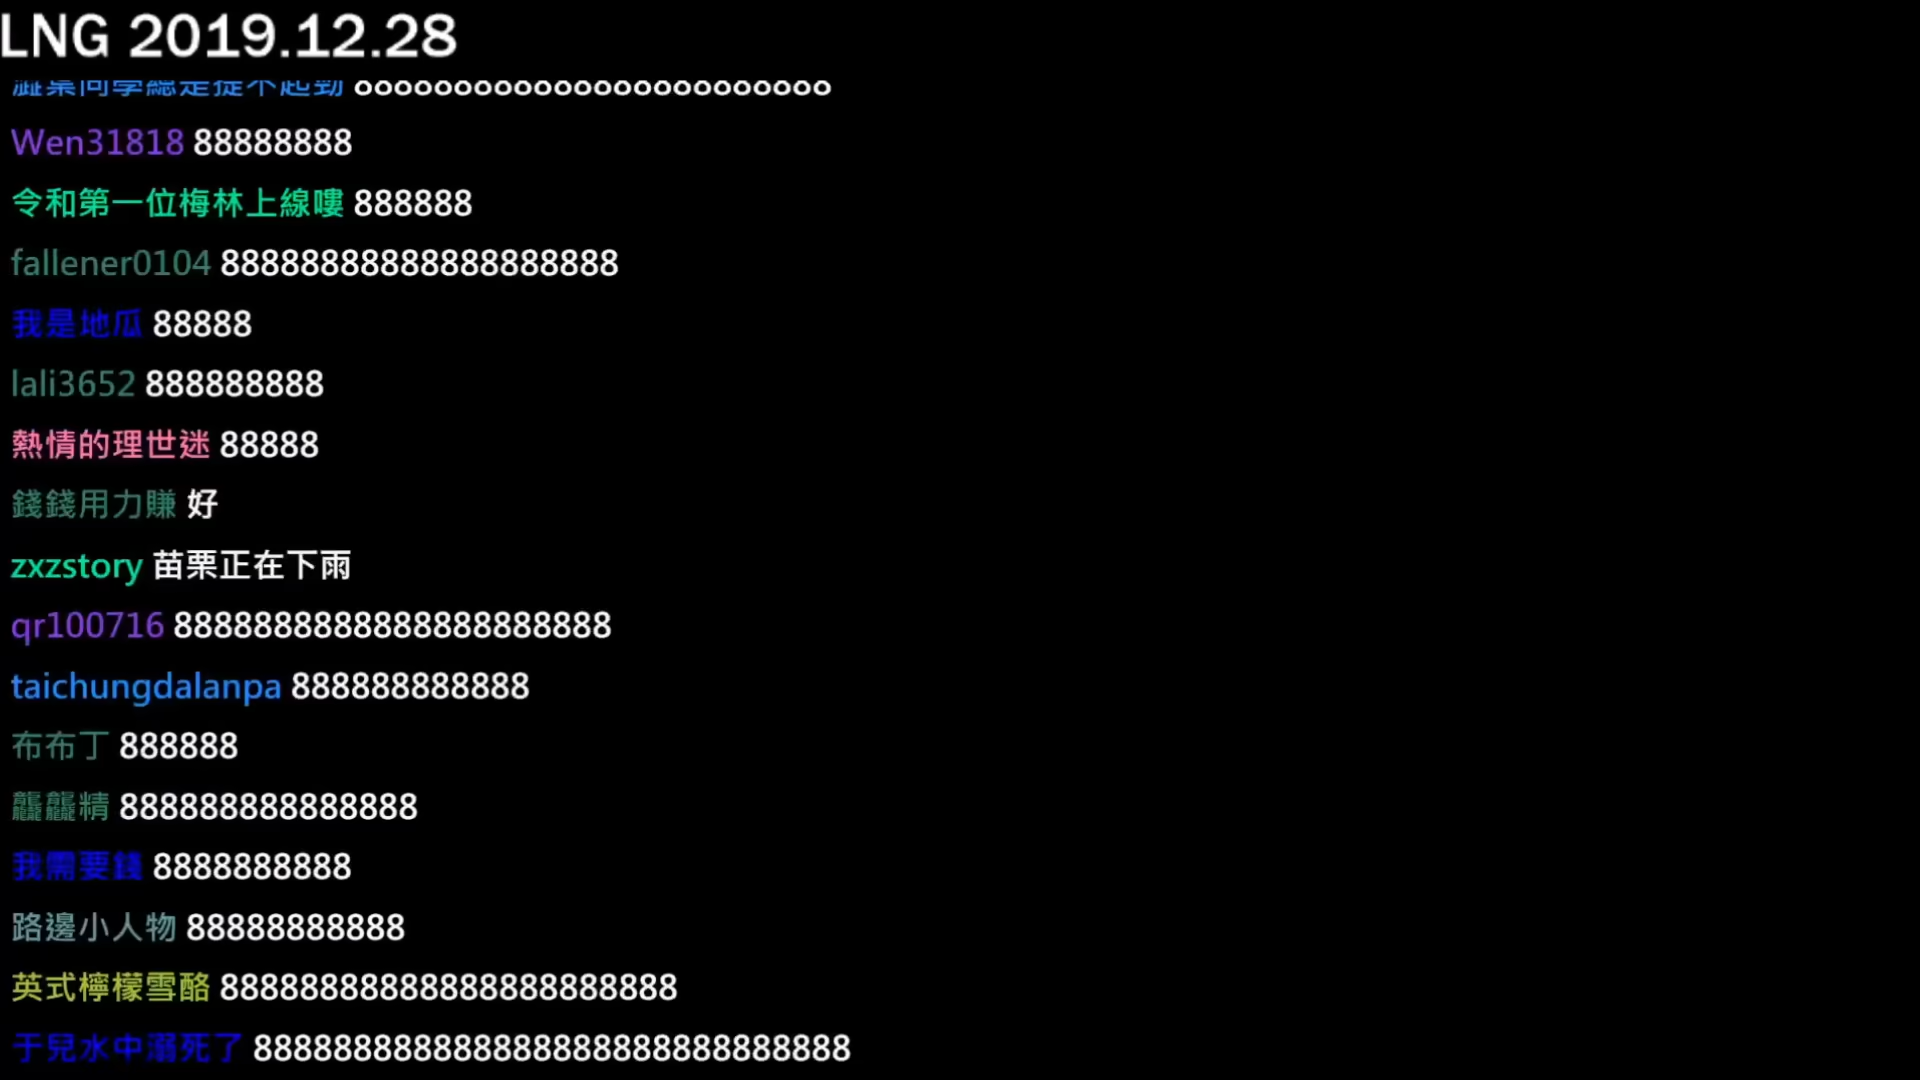 LNG 2019.12.28
Wen31818 88888888
令和第一位梅林上線嘍 888888
fallener0104 88888888888888888888
我是地瓜 88888
lali3652 888888888
熱情的理世迷 88888
錢錢用力賺 好
zxzstory 苗栗正在下雨
qr100716 8888888888888888888888
taichungdalanpa 888888888888
布布丁 888888
龘龘精 888888888888888
我需要錢 8888888888
路邊小人物 88888888888
英式檸檬雪酪 88888888888888888888888
于兒水中溺死了 888888888888888888888888888888